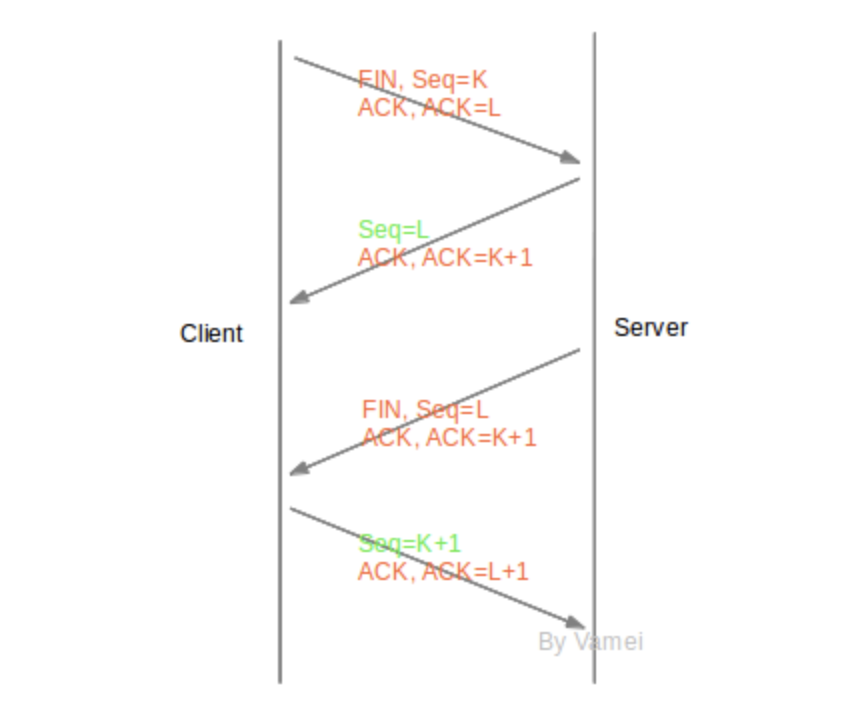 FIN, Seq=K
ACK, ACK=L
Seq=L
ACK, ACK=K+1
Client
Server
FIN, Seq=L
ACK, ACK=K+1
Seq=K+1
ACK, ACK=L+1
By Vamei